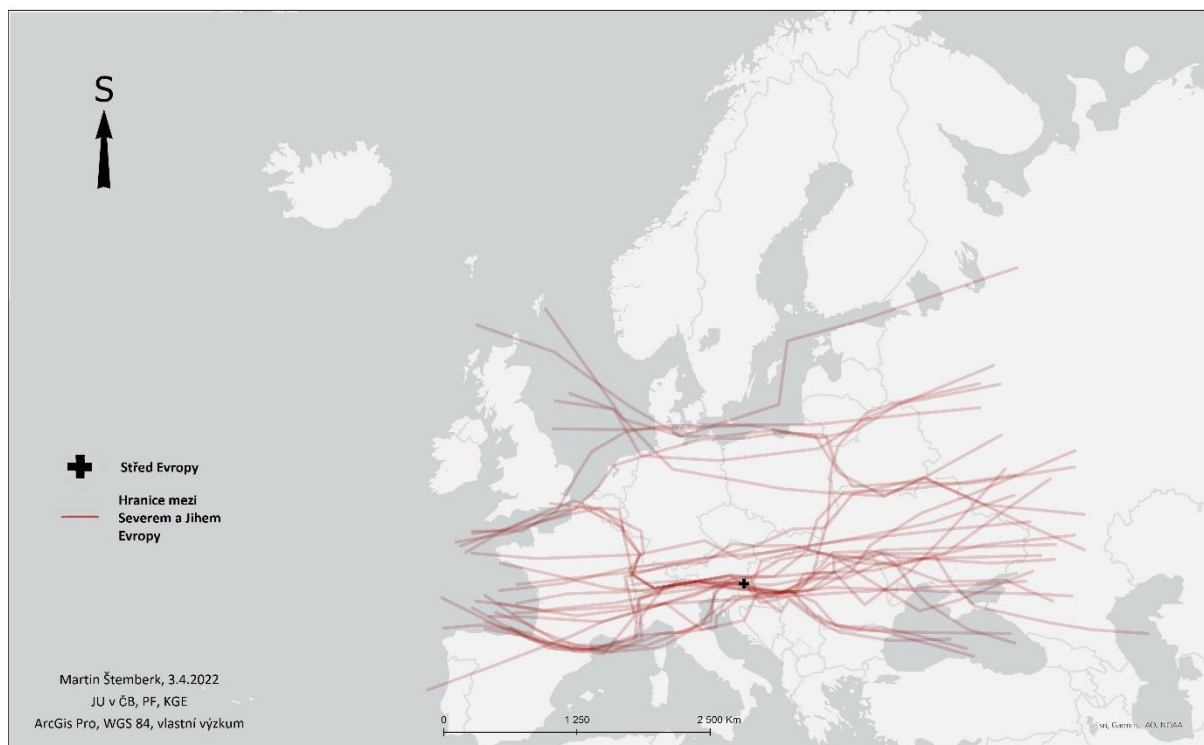 S
Střed Evropy
Hranice mezi
Severem a Jihem
Evropy
Martin Štemberk, 3.4.2022
JU v ČB, PF, KGE
ArcGis Pro, WGS 84, vlastní výzkum
0 1 250 2 500 Km
NOAA